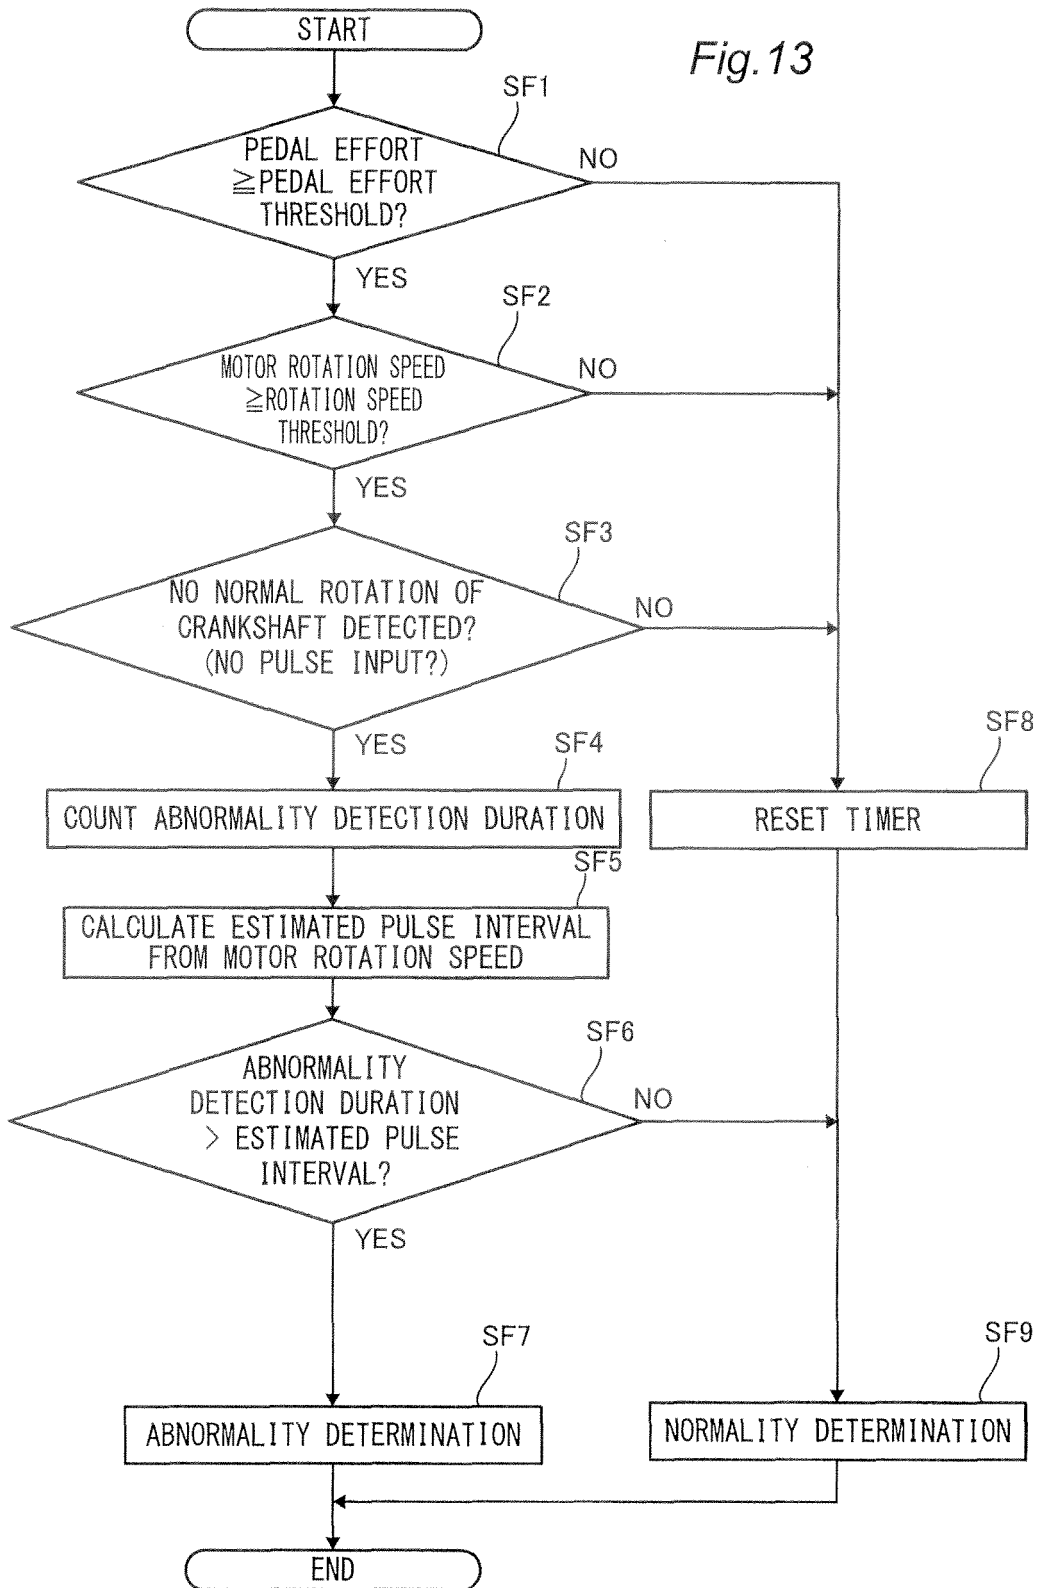 START
Fig.13
SF1
PEDAL EFFORT
≧PEDAL EFFORT
THRESHOLD?
NO
YES
SF2
MOTOR ROTATION SPEED
≧ROTATION SPEED
THRESHOLD?
NO
YES
SF3
NO NORMAL ROTATION OF
CRANKSHAFT DETECTED?
(NO PULSE INPUT?)
NO
YES
SF4
COUNT ABNORMALITY DETECTION DURATION
SF8
RESET TIMER
SF5
CALCULATE ESTIMATED PULSE INTERVAL
FROM MOTOR ROTATION SPEED
SF6
ABNORMALITY
DETECTION DURATION
> ESTIMATED PULSE
INTERVAL?
NO
YES
SF7
ABNORMALITY DETERMINATION
SF9
NORMALITY DETERMINATION
END